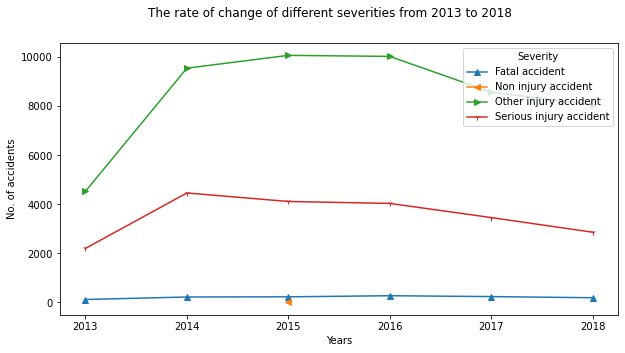 The rate of change of different severities from 2013 to 2018
Severity
Fatal accident
Non injury accident
Other injury accident
Serious injury accident
10000
8000
6000
4000
2000
0
No. of accidents
2013 2014 2015 2016 2017 2018
Years